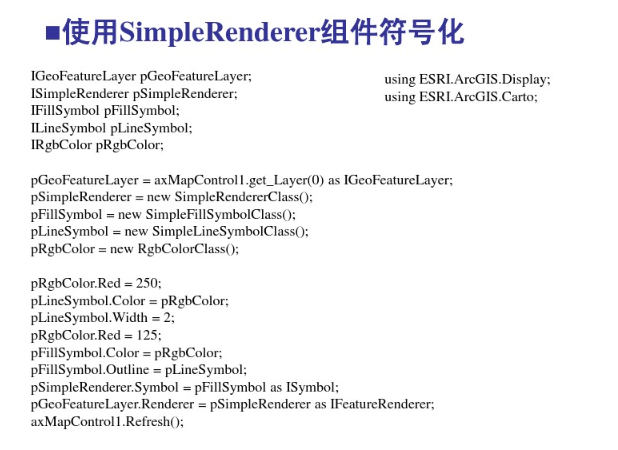 ■使用SimpleRenderer组件符号化
IGeoFeatureLayer pGeoFeatureLayer;
ISimpleRenderer pSimpleRenderer;
IFillSymbol pFillSymbol;
ILineSymbol pLineSymbol;
IRgbColor pRgbColor;
using ESRI.ArcGIS.Display;
using ESRI.ArcGIS.Carto;
pGeoFeatureLayer = axMapControl1.get_Layer(0) as IGeoFeatureLayer;
pSimpleRenderer = new SimpleRendererClass();
pFillSymbol = new SimpleFillSymbolClass();
pLineSymbol = new SimpleLineSymbolClass();
pRgbColor = new RgbColorClass();
pRgbColor.Red = 250;
pLineSymbol.Color = pRgbColor;
pLineSymbol.Width = 2;
pRgbColor.Red = 125;
pFillSymbol.Color = pRgbColor;
pFillSymbol.Outline = pLineSymbol;
pSimpleRenderer.Symbol = pFillSymbol as ISymbol;
pGeoFeatureLayer.Renderer = pSimpleRenderer as IFeatureRenderer;
axMapControl1.Refresh();